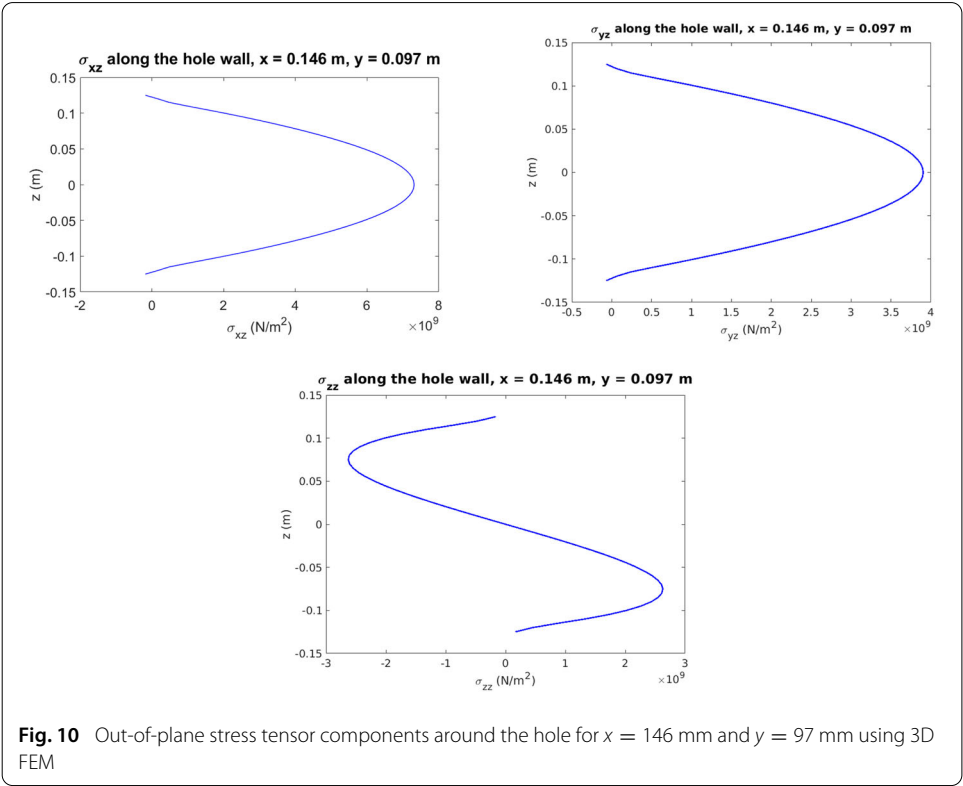 σxz along the hole wall, x = 0.146 m, y = 0.097 m
0.15
0.1
0.05
0
-0.05
-0.1
-0.15
z (m)
-2 0 2 4 6 8
σxz (N/m²) ×10⁹
σyz along the hole wall, x = 0.146 m, y = 0.097 m
0.15
0.1
0.05
0
-0.05
-0.1
-0.15
z (m)
-0.5 0 0.5 1 1.5 2 2.5 3 3.5 4
σyz (N/m²) ×10⁹
σzz along the hole wall, x = 0.146 m, y = 0.097 m
0.15
0.1
0.05
0
-0.05
-0.1
-0.15
z (m)
-3 -2 -1 0 1 2 3
σzz (N/m²) ×10⁹
Fig. 10 Out-of-plane stress tensor components around the hole for x = 146 mm and y = 97 mm using 3D
FEM